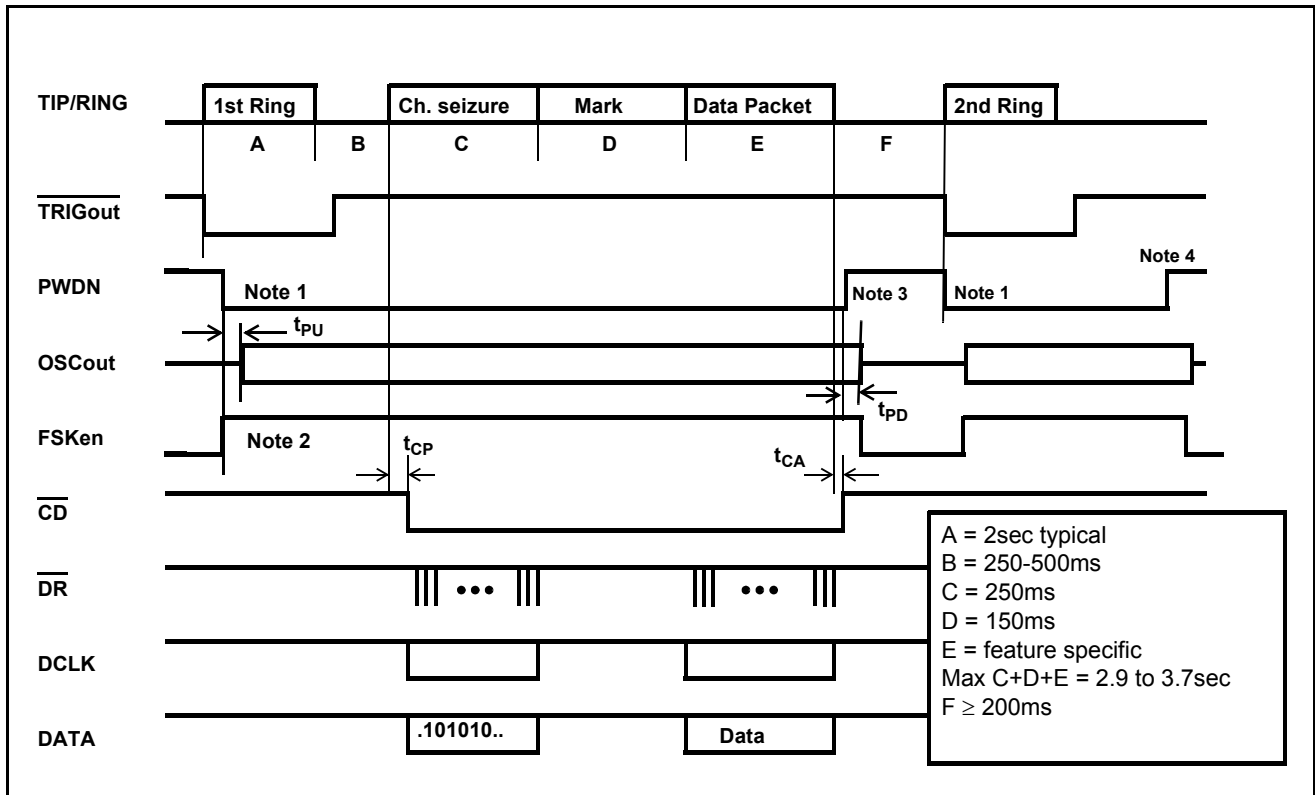 TIP/RING 1st Ring Ch. seizure Mark Data Packet 2nd Ring
A B C D E F
TRIGout
Note 4
PWDN Note 1 Note 3 Note 1
tPU
OSCout
tPD
FSKen Note 2 tCP tCA
CD
DR ••• •••
DCLK
DATA .101010.. Data
A = 2sec typical
B = 250-500ms
C = 250ms
D = 150ms
E = feature specific
Max C+D+E = 2.9 to 3.7sec
F ≥ 200ms